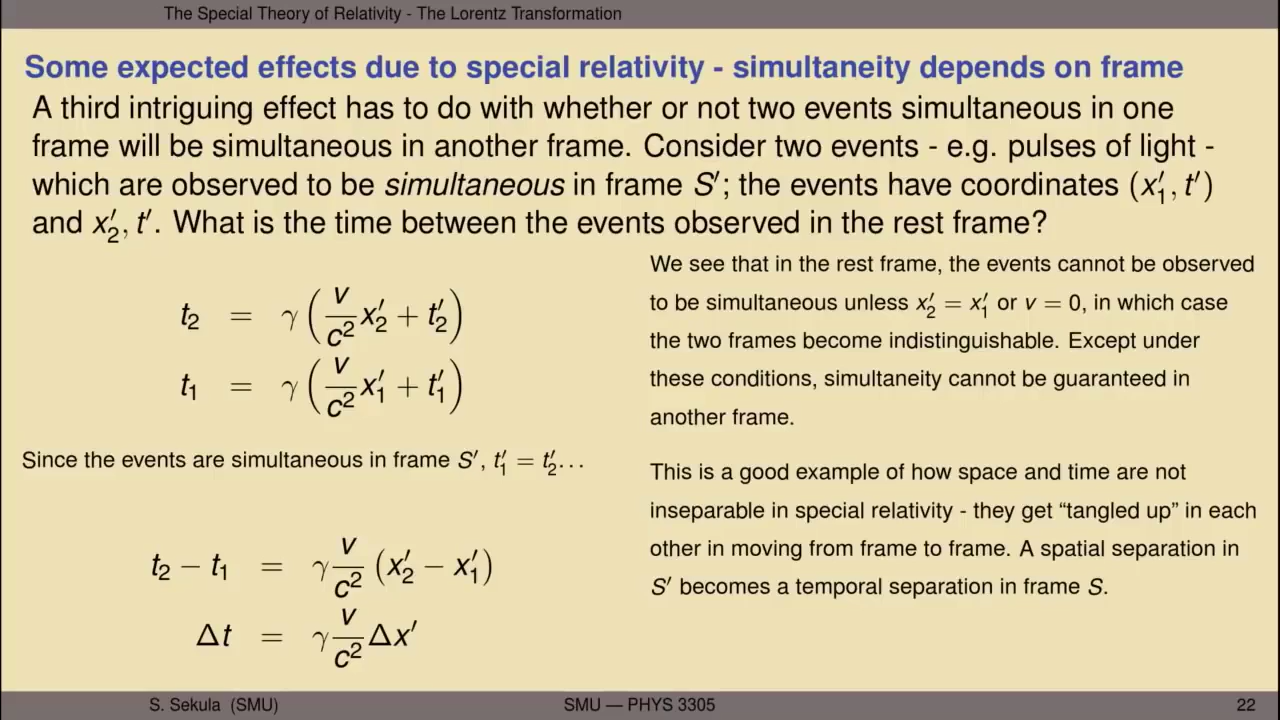 The Special Theory of Relativity - The Lorentz Transformation
Some expected effects due to special relativity - simultaneity depends on frame
A third intriguing effect has to do with whether or not two events simultaneous in one
frame will be simultaneous in another frame. Consider two events - e.g. pulses of light -
which are observed to be simultaneous in frame S′; the events have coordinates (x′₁, t′)
and x′₂, t′. What is the time between the events observed in the rest frame?
t₂ = γ(v/c² x′₂ + t′₂)
t₁ = γ(v/c² x′₁ + t′₁)
Since the events are simultaneous in frame S′, t′₁ = t′₂...
t₂ − t₁ = γ v/c² (x′₂ − x′₁)
Δt = γ v/c² Δx′
We see that in the rest frame, the events cannot be observed
to be simultaneous unless x′₂ = x′₁ or v = 0, in which case
the two frames become indistinguishable. Except under
these conditions, simultaneity cannot be guaranteed in
another frame.
This is a good example of how space and time are not
inseparable in special relativity - they get “tangled up” in each
other in moving from frame to frame. A spatial separation in
S′ becomes a temporal separation in frame S.
S. Sekula (SMU)
SMU — PHYS 3305
22